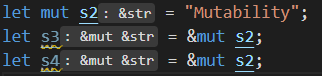 let mut s2: &str = "Mutability";
let s3: &mut &str = &mut s2;
let s4: &mut &str = &mut s2;